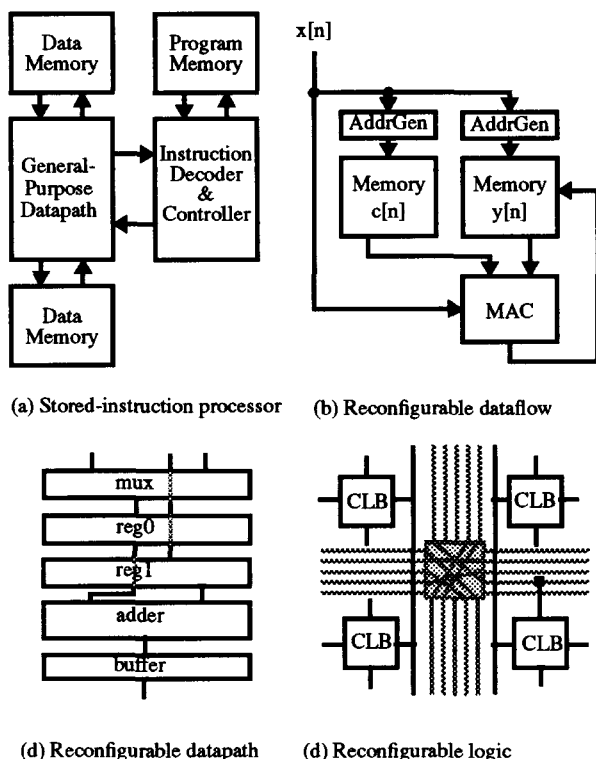 Data
Memory
Program
Memory
General-
Purpose
Datapath
Instruction
Decoder
&
Controller
Data
Memory
(a) Stored-instruction processor
x[n]
AddrGen
AddrGen
Memory
c[n]
Memory
y[n]
MAC
(b) Reconfigurable dataflow
mux
reg0
reg1
adder
buffer
(d) Reconfigurable datapath
CLB
CLB
CLB
CLB
(d) Reconfigurable logic